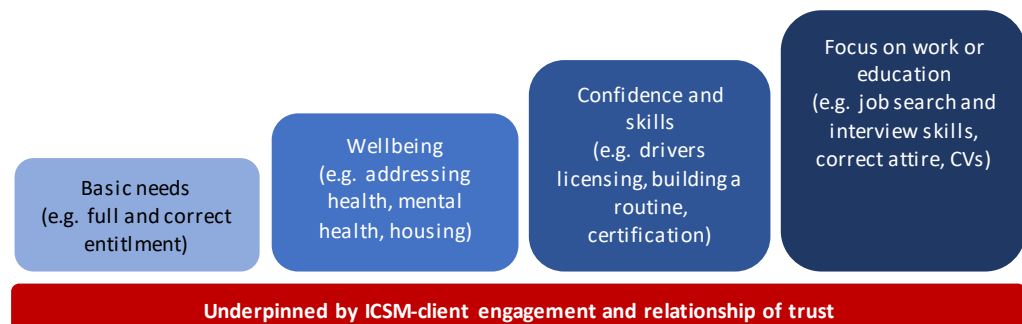 Basic needs
(e.g. full and correct
entitlment)
Wellbeing
(e.g. addressing
health, mental
health, housing)
Confidence and
skills
(e.g. drivers
licensing, building a
routine,
certification)
Focus on work or
education
(e.g. job search and
interview skills,
correct attire, CVs)
Underpinned by ICSM-client engagement and relationship of trust